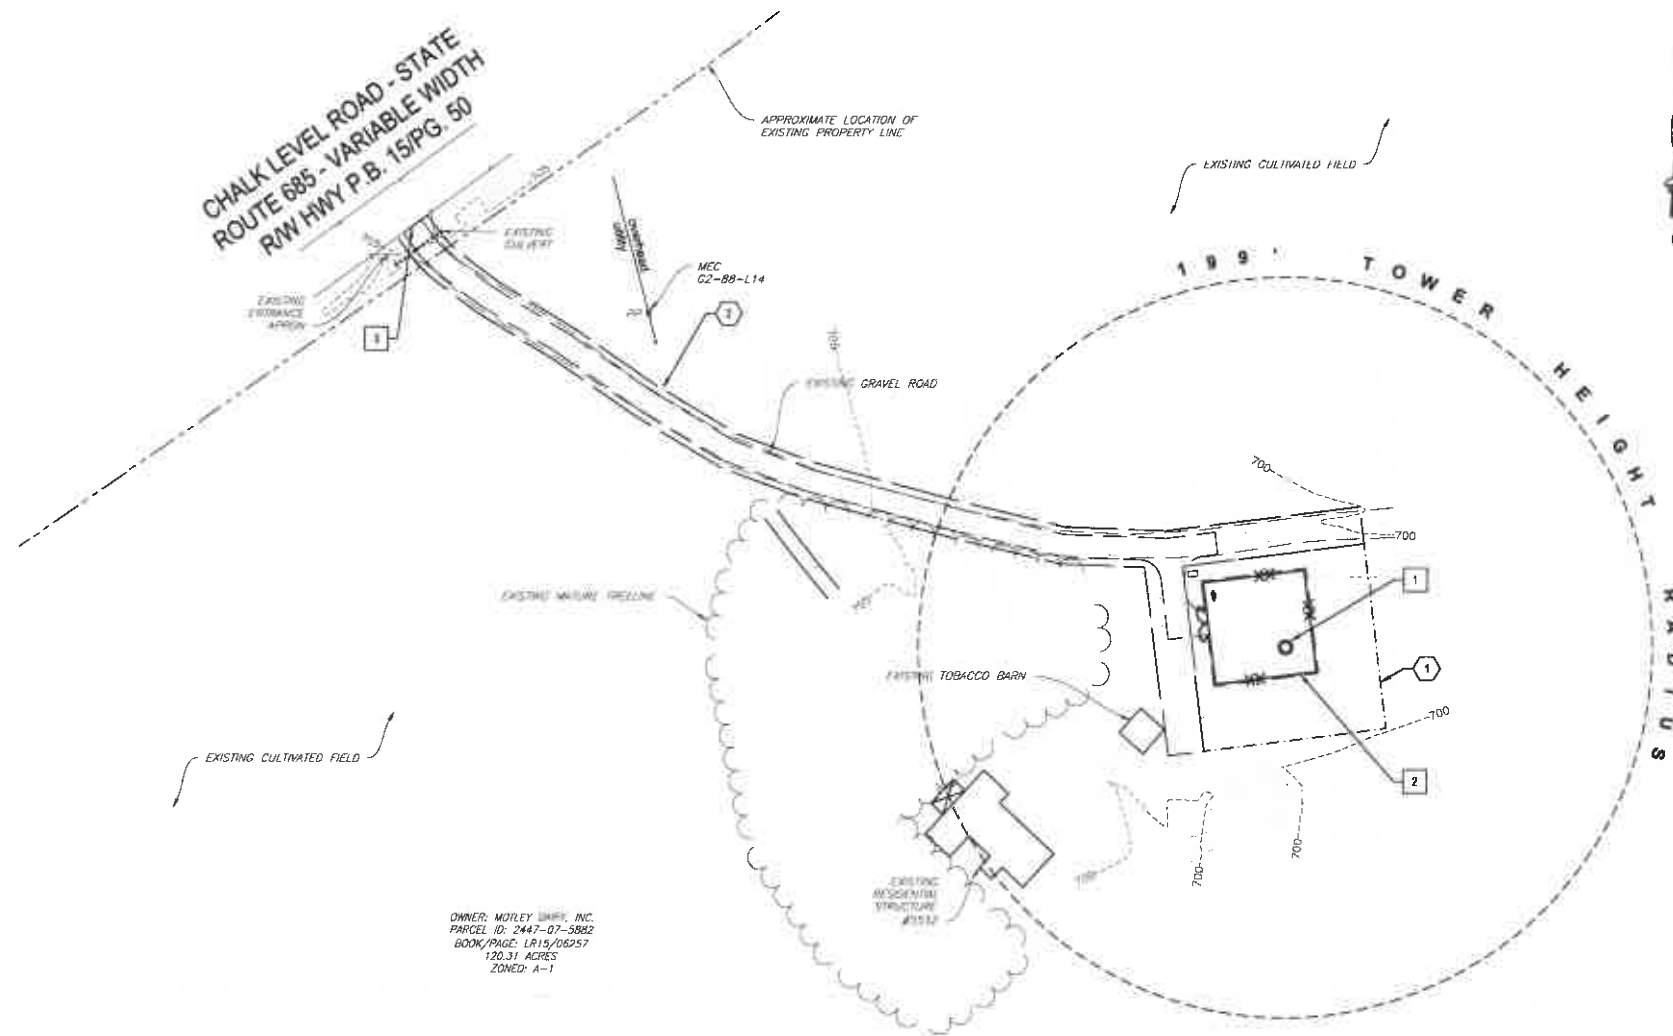 CHALK LEVEL ROAD - STATE
ROUTE 685 - VARIABLE WIDTH
R/W HWY P.B. 15/PG. 50
APPROXIMATE LOCATION OF
EXISTING PROPERTY LINE
EXISTING CULTIVATED FIELD
199' TOWER HEIGHT RADIUS
EXISTING
CULVERT
overhead
MEC
G2-88-L14
PP
2
EXISTING
ENTRANCE
APRON
3
EXISTING GRAVEL ROAD
700
700
1
EXISTING MATURE TREELINE
EXISTING TOBACCO BARN
1
700
EXISTING CULTIVATED FIELD
2
700
700
700
EXISTING
RESIDENTIAL
STRUCTURE
OWNER: MOTLEY INC.
PARCEL ID: 2447-07-5882
BOOK/PAGE: LR15/06257
120.31 ACRES
ZONED: A-1